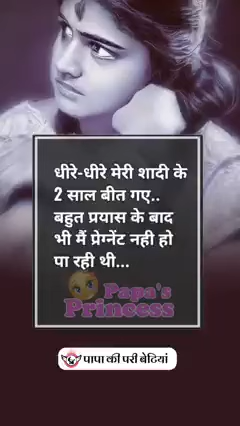 धीरे-धीरे मेरी शादी के
2 साल बीत गए..
बहुत प्रयास के बाद
भी मैं प्रेग्नेंट नही हो
पा रही थी...
Papa's
Princess
पापा की परी बेटियां